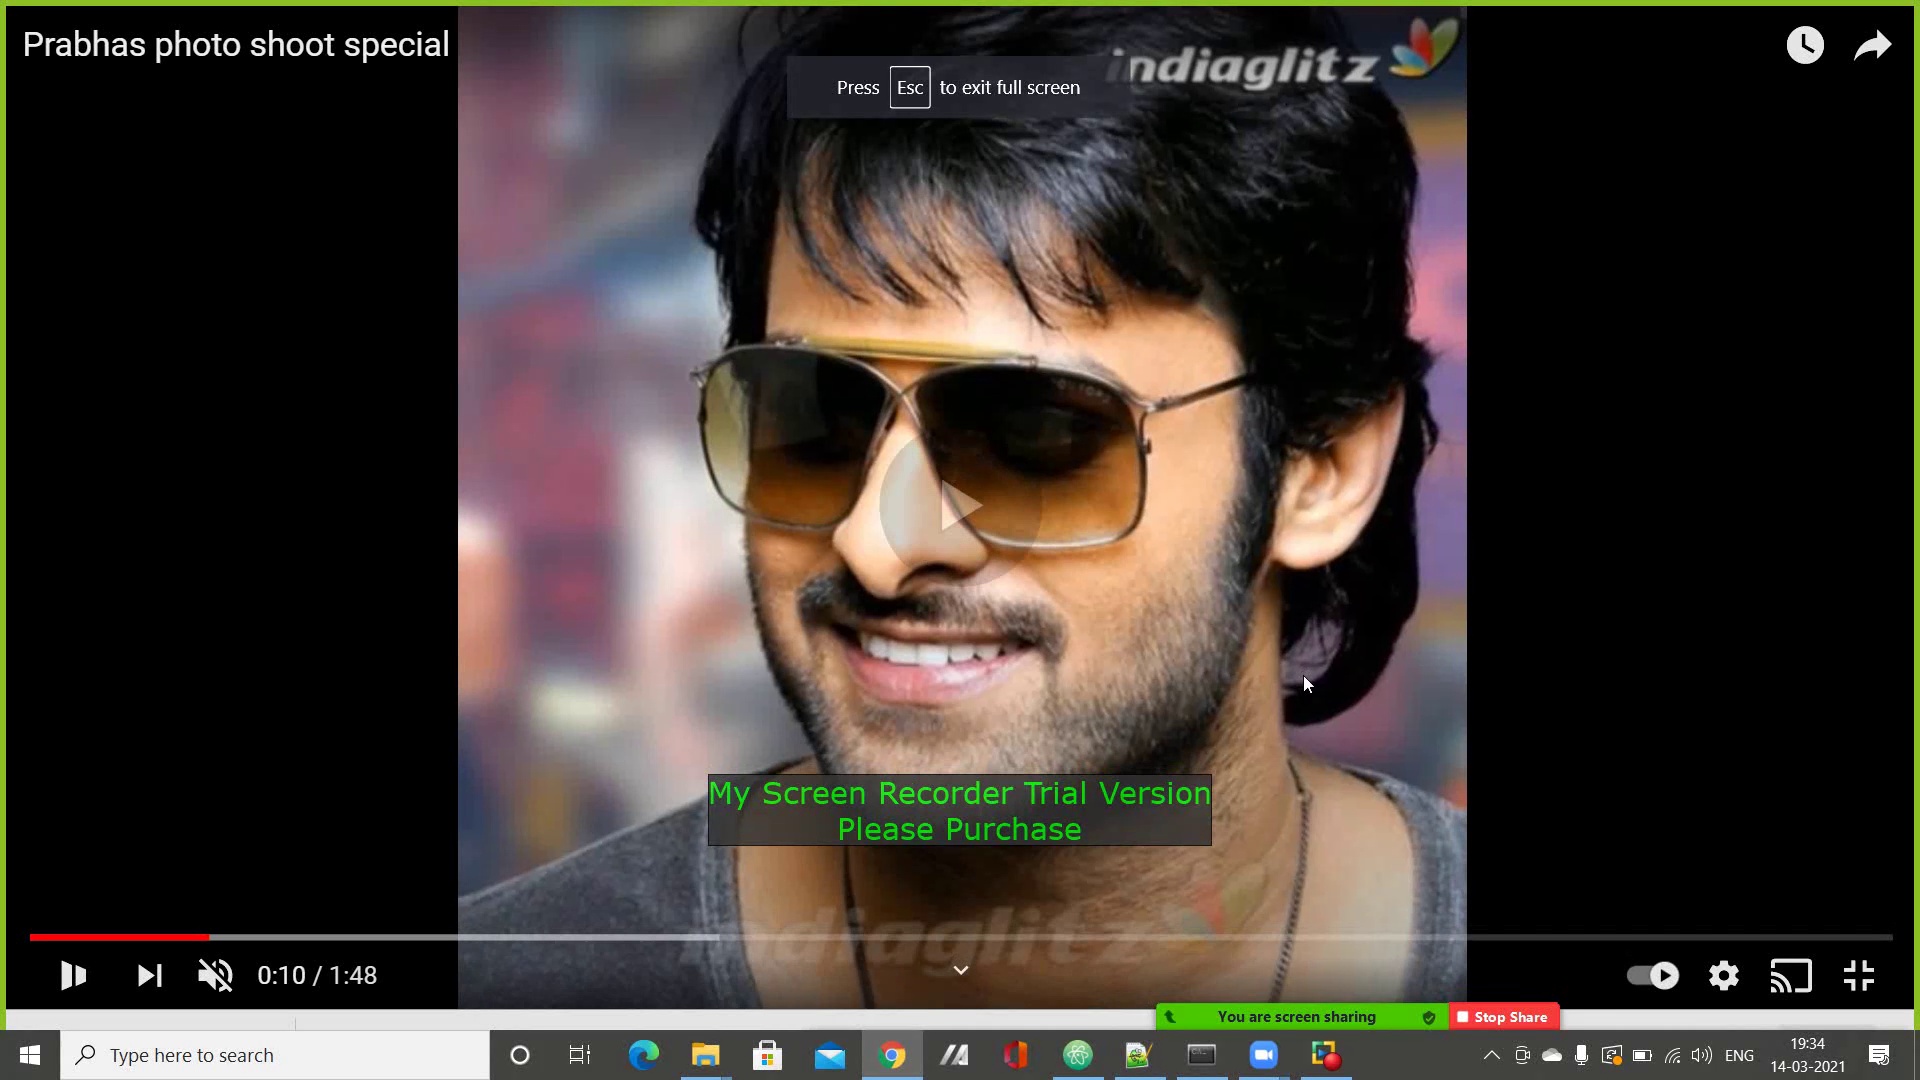 Prabhas photo shoot special
indiaglitz
Press Esc to exit full screen
My Screen Recorder Trial Version
Please Purchase
indiaglitz
0:10 / 1:48
You are screen sharing
Stop Share
Type here to search
ENG
19:34
14-03-2021